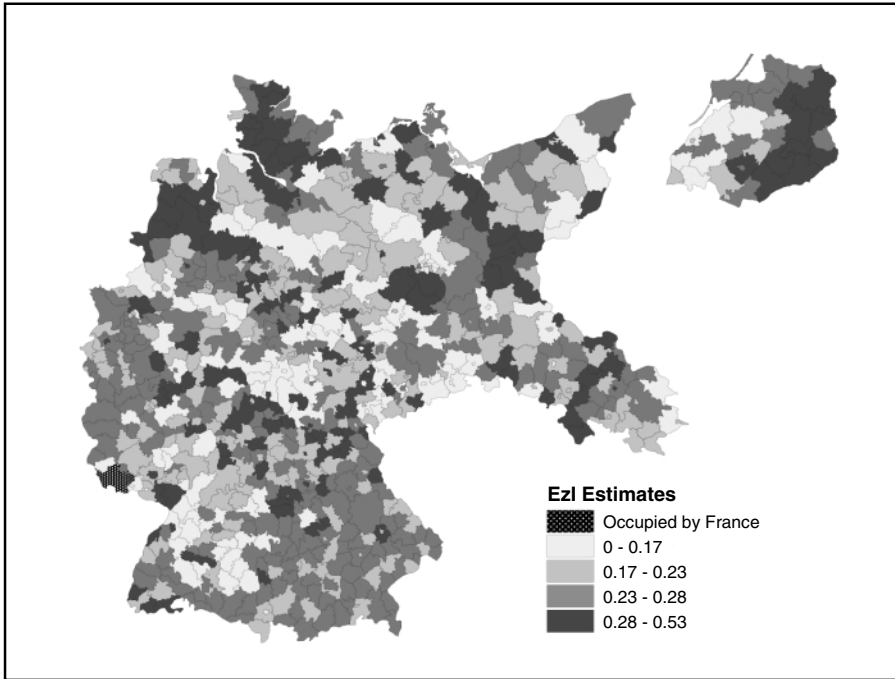 EzI Estimates
Occupied by France
0 - 0.17
0.17 - 0.23
0.23 - 0.28
0.28 - 0.53